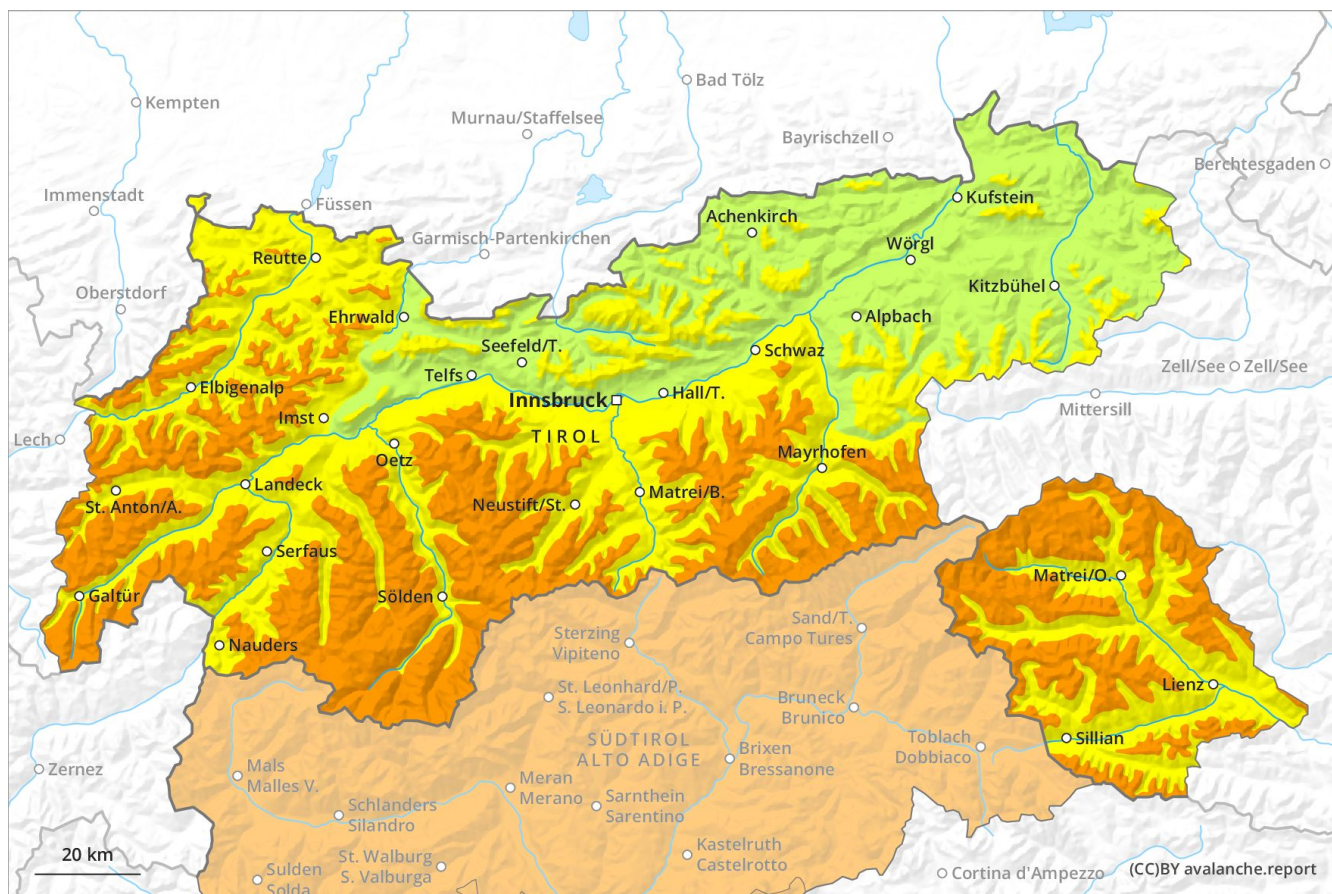 Bad Tölz
Kempten
Murnau/Staffelsee
Bayrischzell
Berchtesgaden
Immenstadt
Füssen
Kufstein
Achenkirch
Garmisch-Partenkirchen
Wörgl
Reutte
Oberstdorf
Kitzbühel
Ehrwald
Alpbach
Seefeld/T.
Schwaz
Zell/See
Zell/See
Telfs
Elbigenalp
Hall/T.
Innsbruck
Mittersill
Imst
Lech
TIROL
Oetz
Mayrhofen
Landeck
Matrei/B.
St. Anton/A.
Neustift/St.
Serfaus
Matrei/O.
Galtür
Sölden
Sterzing
Vipiteno
Sand/T.
Campo Tures
Nauders
Lienz
St. Leonhard/P.
S. Leonardo i. P.
Bruneck
Brunico
SÜDTIROL
ALTO ADIGE
Toblach
Dobbiaco
Sillian
Brixen
Bressanone
Zernez
Mals
Malles V.
Meran
Merano
Schlanders
Silandro
Sarnthein
Sarentino
20 km
St. Walburg
S. Valburga
Kastelruth
Castelrotto
Sulden
Solda
Cortina d'Ampezzo
(CC)BY avalanche.report